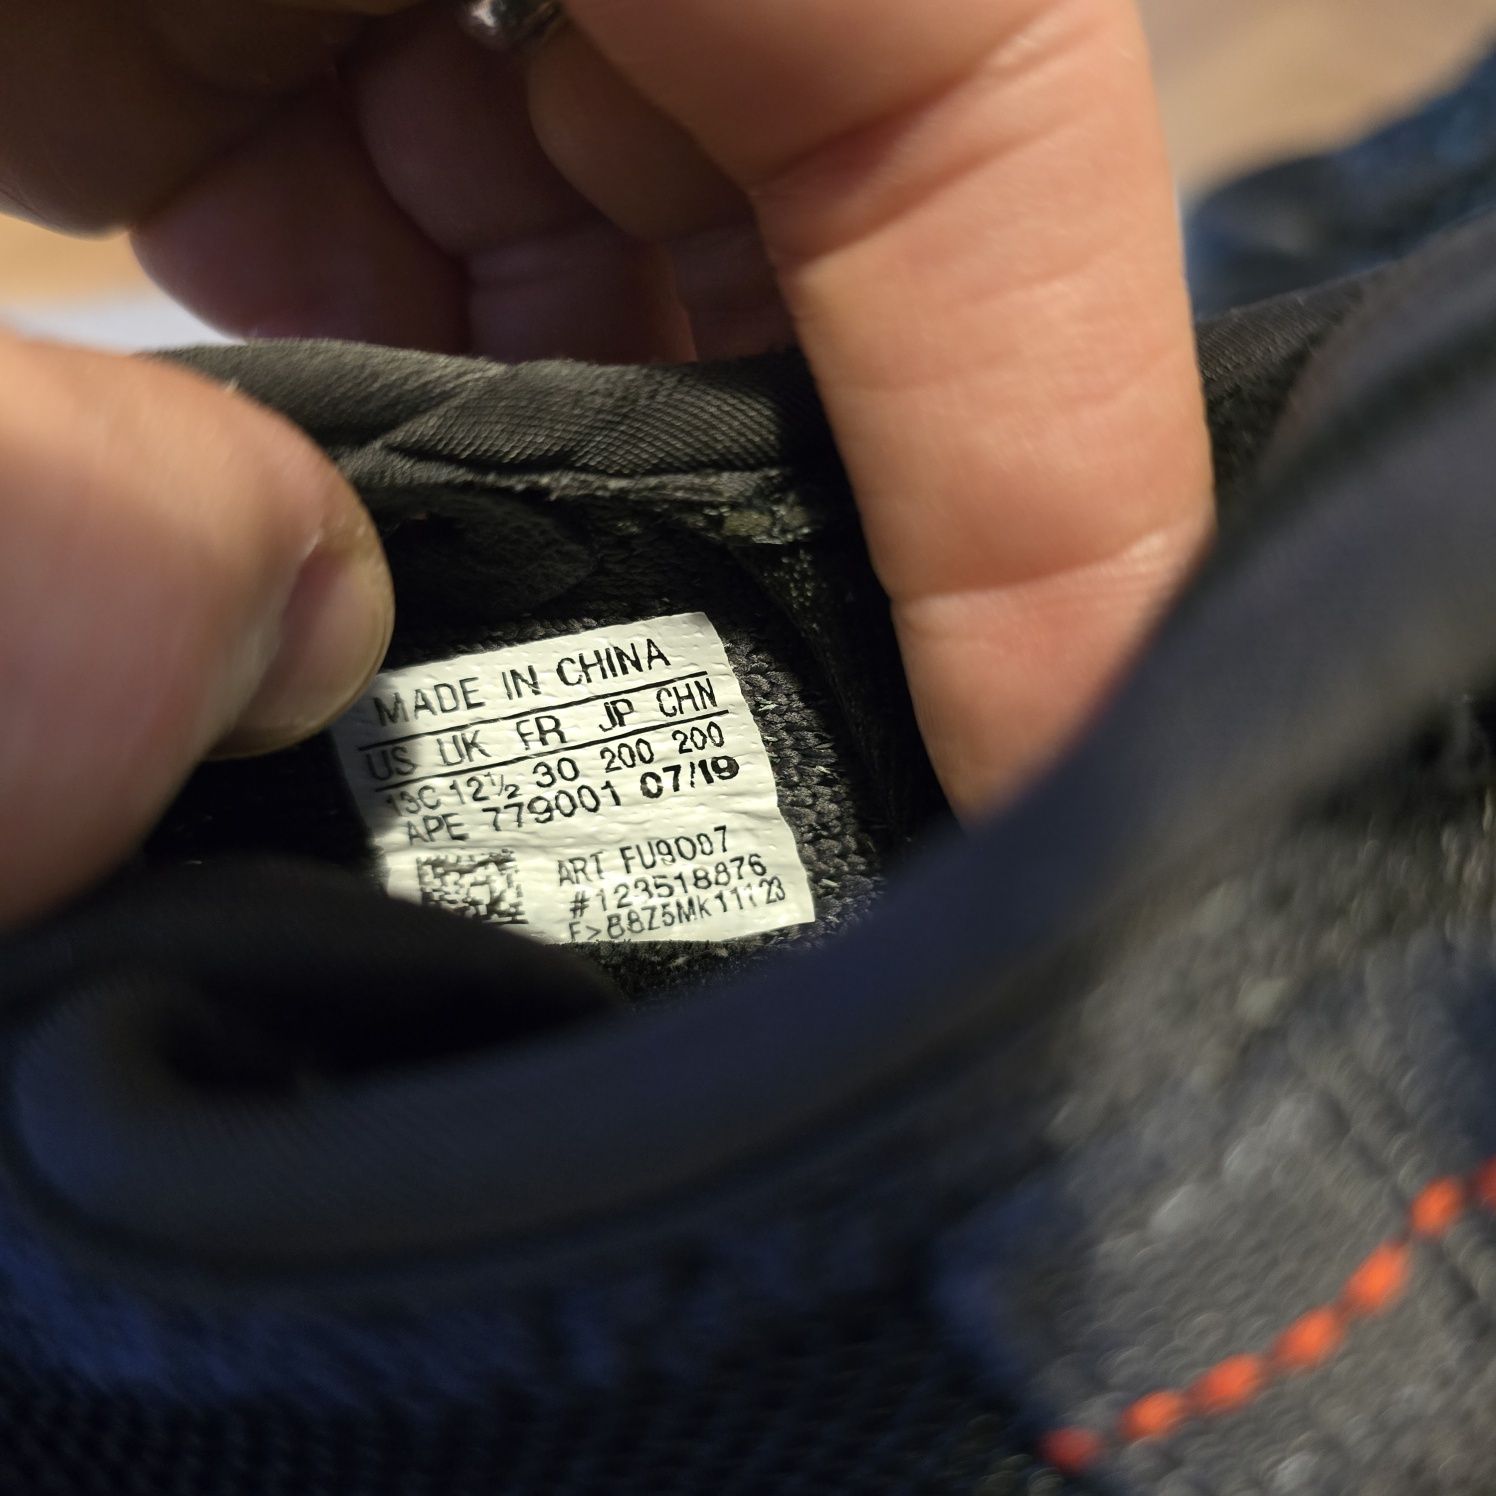 MADE IN CHINA
US UK FR JP CHN
13C 12½ 30 200 200
APE 779001 07/19
ART FU9007
#123518876
F>B8Z5MK11123